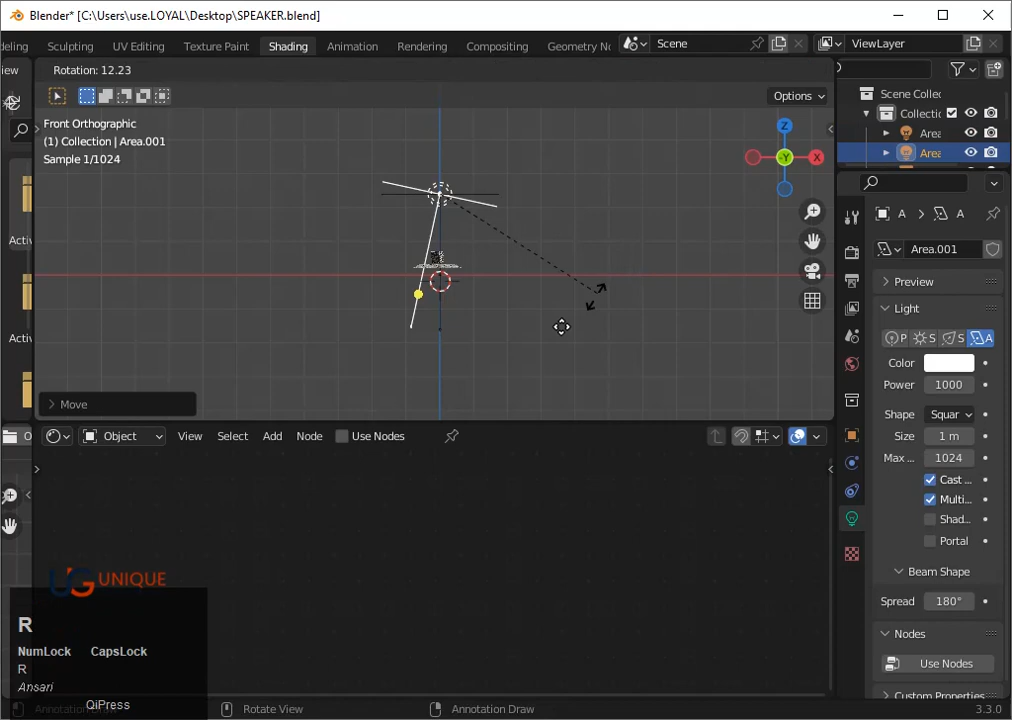 Blender* [C:\Users\use.LOYAL\Desktop\SPEAKER.blend]
deling Sculpting UV Editing Texture Paint Shading Animation Rendering Compositing Geometry No Scene ViewLayer
iew Rotation: 12.23
Options
Front Orthographic
(1) Collection | Area.001
Sample 1/1024
Z
-Y X
Scene Collec
Collectic
Area
Area
Activ
Activ
A A
Area.001
Preview
Light
P S S A
Color
Power 1000
Shape Squar
Size 1 m
Max ... 1024
Cast ...
Multi...
Shad...
Portal
Beam Shape
Spread 180°
Nodes
Use Nodes
Custom Properties
Move
O Object View Select Add Node Use Nodes
UG UNIQUE
R
NumLock CapsLock
R
Ansari
QiPress
Annotation Draw Rotate View Annotation Draw 3.3.0